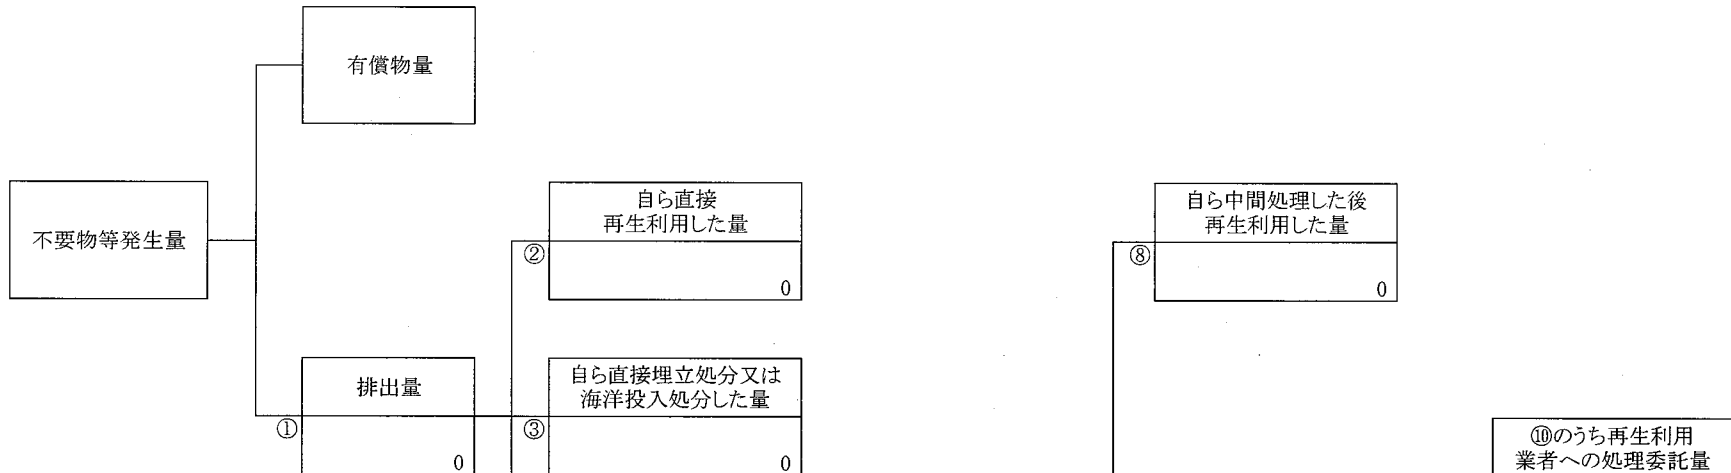 有償物量
不要物等発生量
自ら直接
再生利用した量
②
0
自ら中間処理した後
再生利用した量
⑧
0
排出量
①
0
自ら直接埋立処分又は
海洋投入処分した量
③
0
⑩のうち再生利用
業者への処理委託量